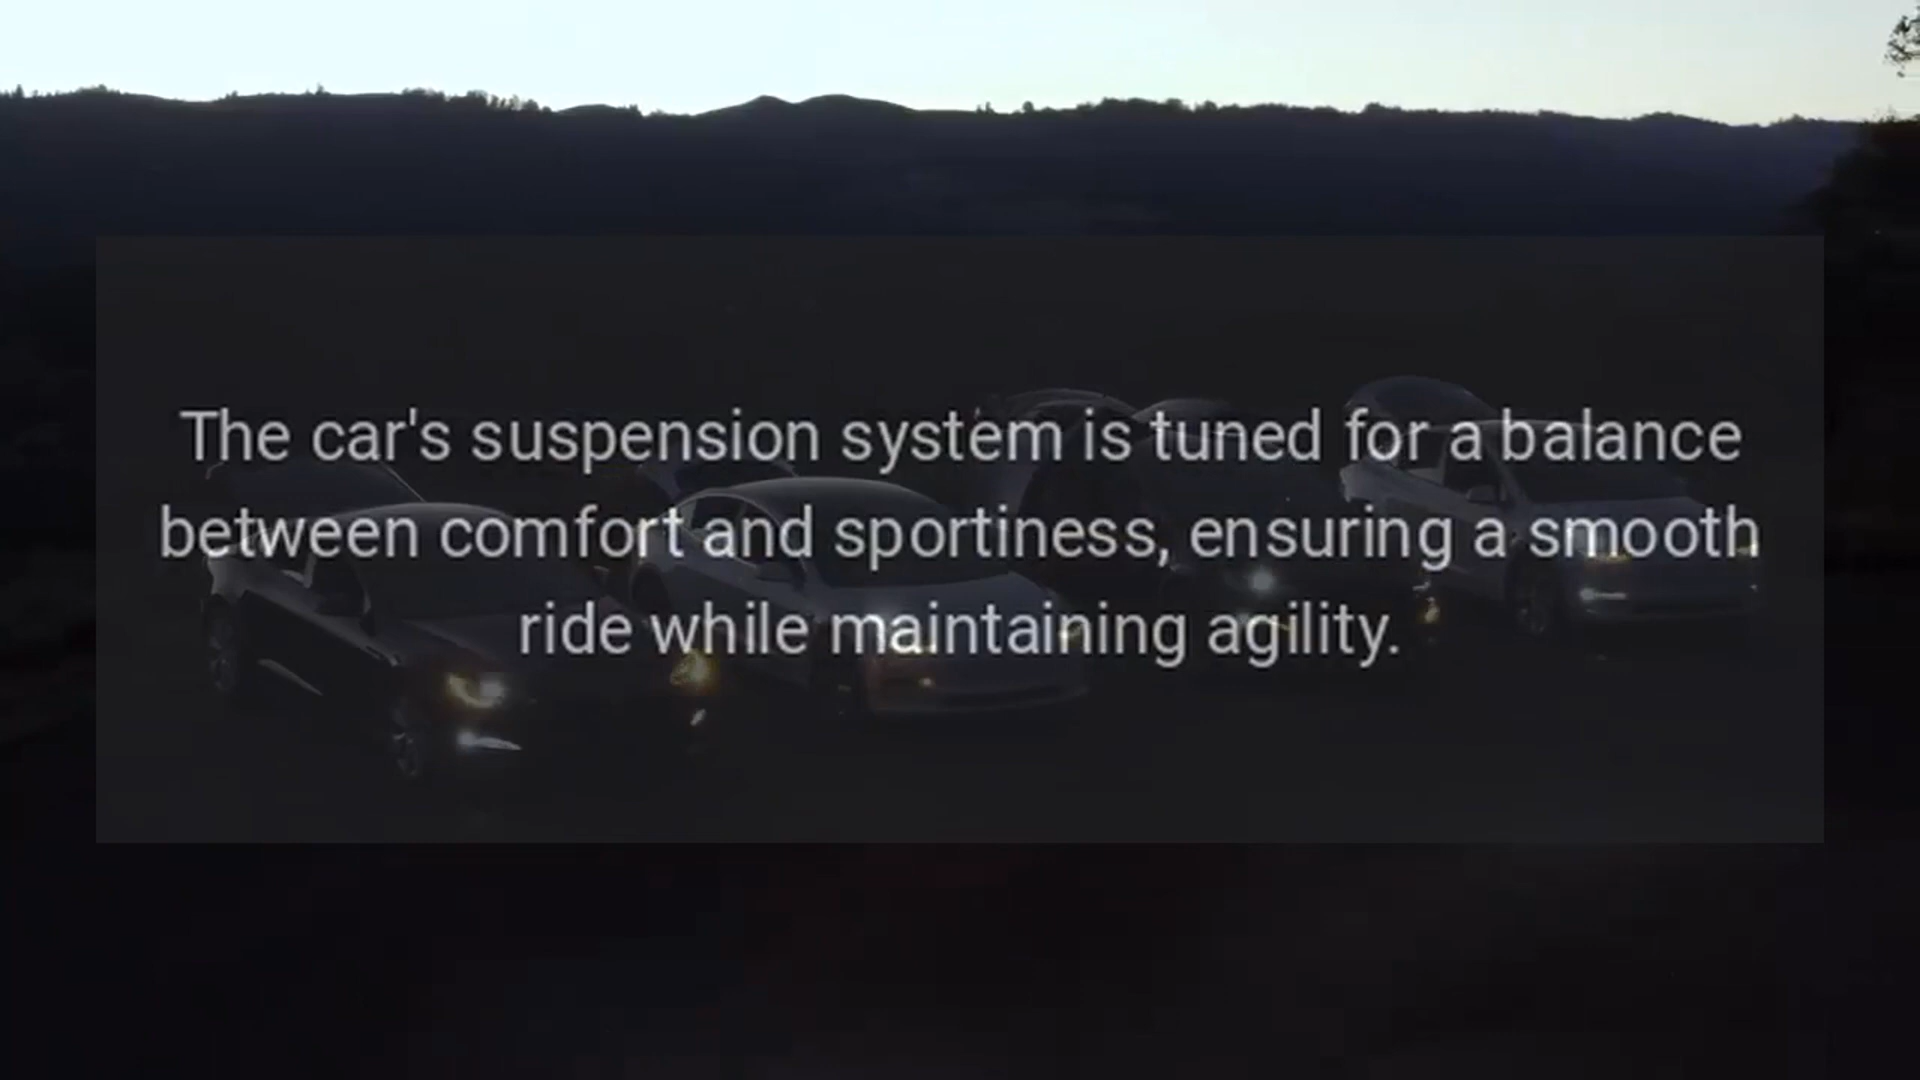 The car's suspension system is tuned for a balance
between comfort and sportiness, ensuring a smooth
ride while maintaining agility.